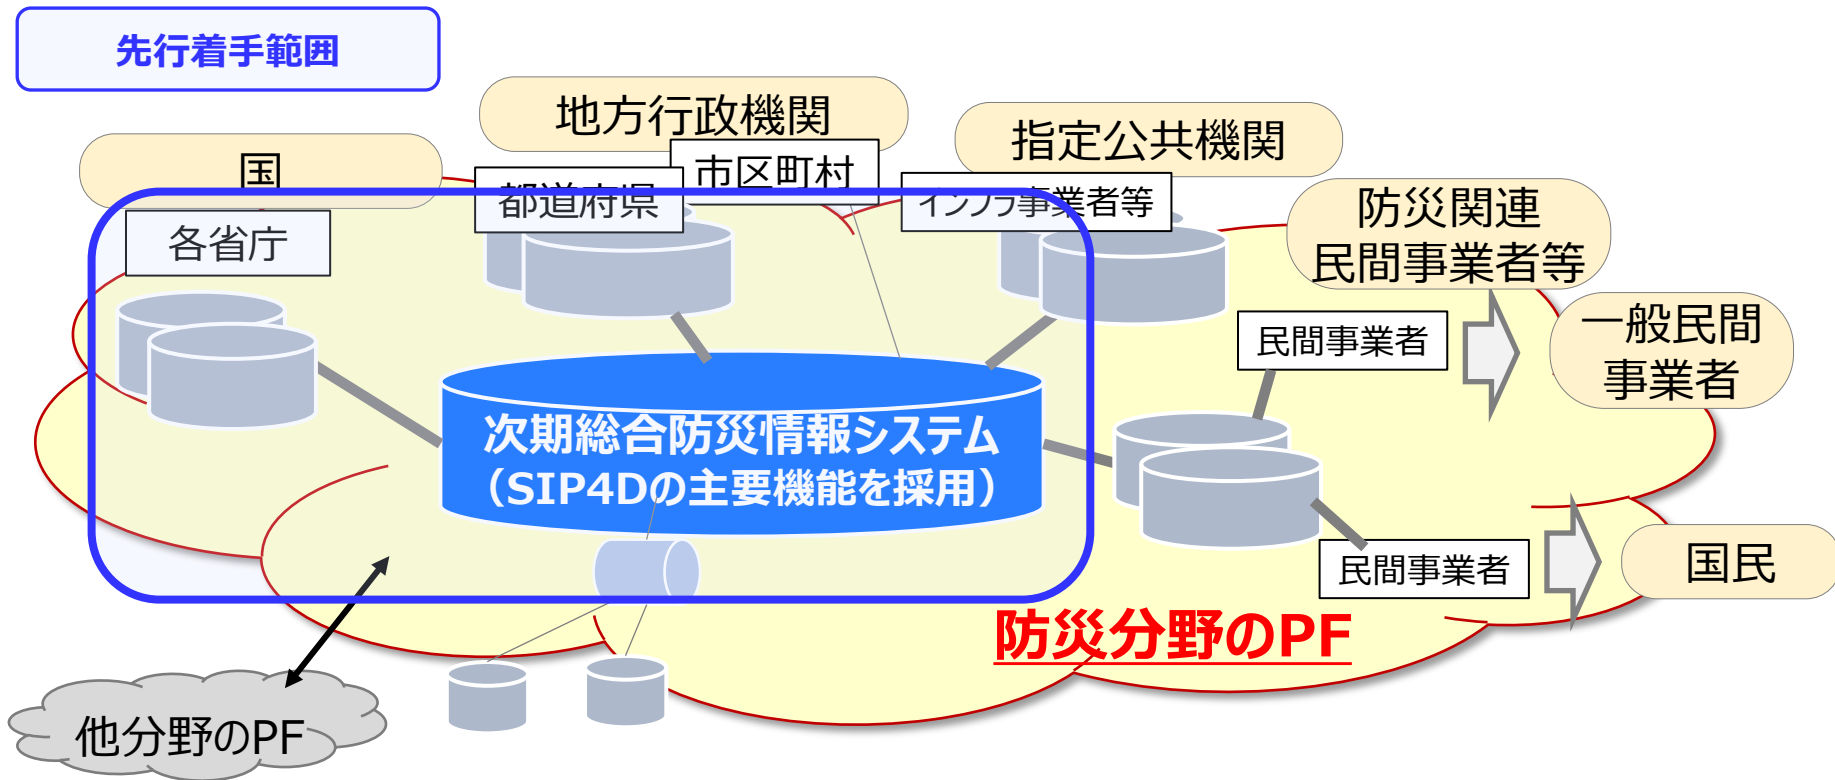 先行着手範囲
地方行政機関
指定公共機関
国
市区町村
都道府県
インフラ事業者等
各省庁
防災関連
民間事業者等
一般民間
事業者
民間事業者
次期総合防災情報システム
（SIP4Dの主要機能を採用）
民間事業者
国民
防災分野のPF
他分野のPF